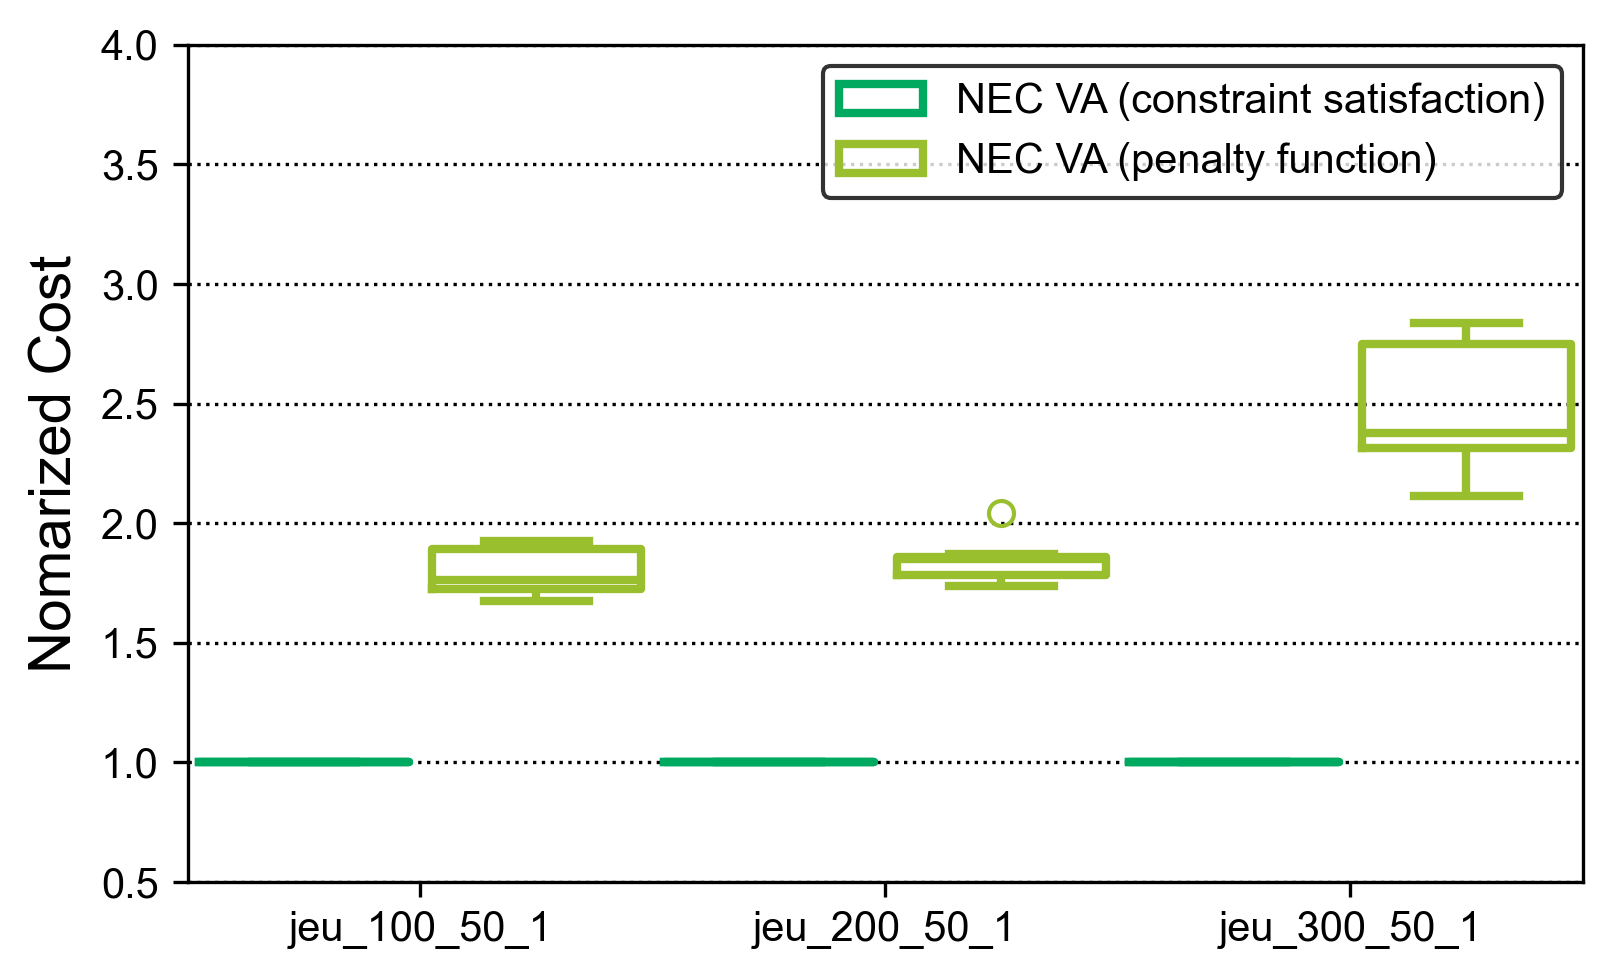 4.0
3.5
3.0
2.5
2.0
1.5
1.0
0.5
Nomarized Cost
NEC VA (constraint satisfaction)
NEC VA (penalty function)
jeu_100_50_1
jeu_200_50_1
jeu_300_50_1